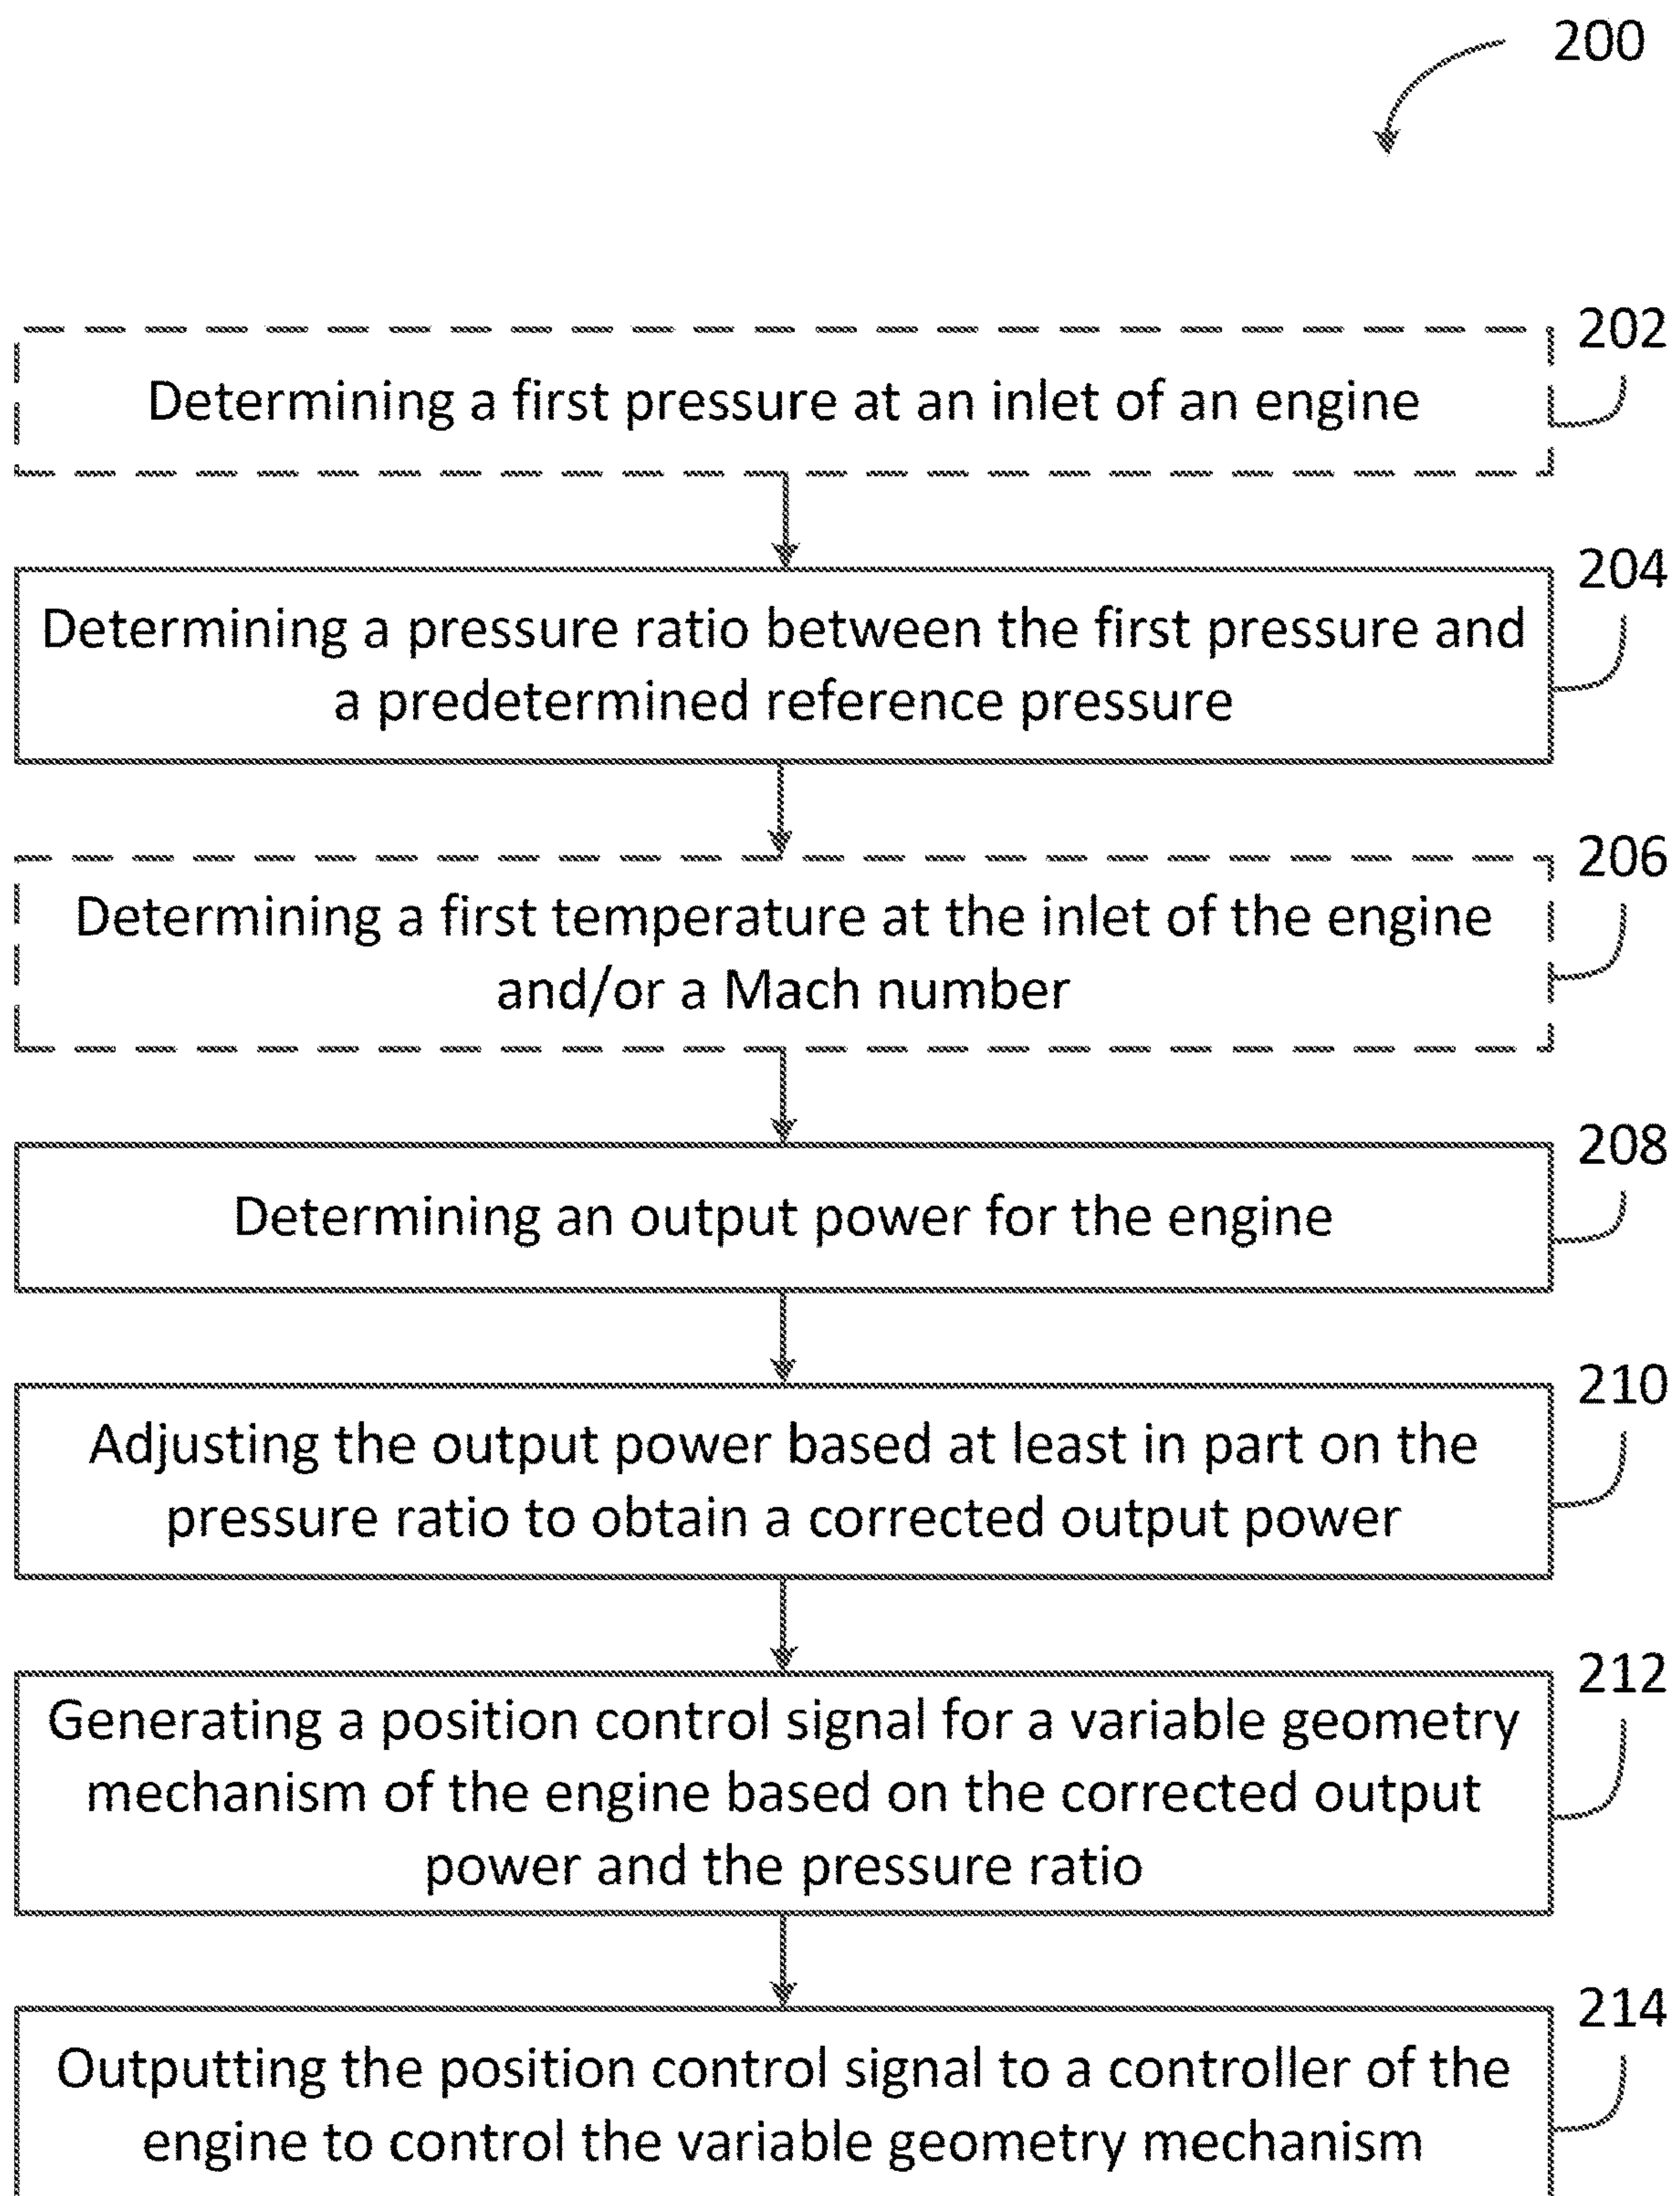 200
202
Determining a first pressure at an inlet of an engine
204
Determining a pressure ratio between the first pressure and
a predetermined reference pressure
206
Determining a first temperature at the inlet of the engine
and/or a Mach number
208
Determining an output power for the engine
210
Adjusting the output power based at least in part on the
pressure ratio to obtain a corrected output power
212
Generating a position control signal for a variable geometry
mechanism of the engine based on the corrected output
power and the pressure ratio
214
Outputting the position control signal to a controller of the
engine to control the variable geometry mechanism